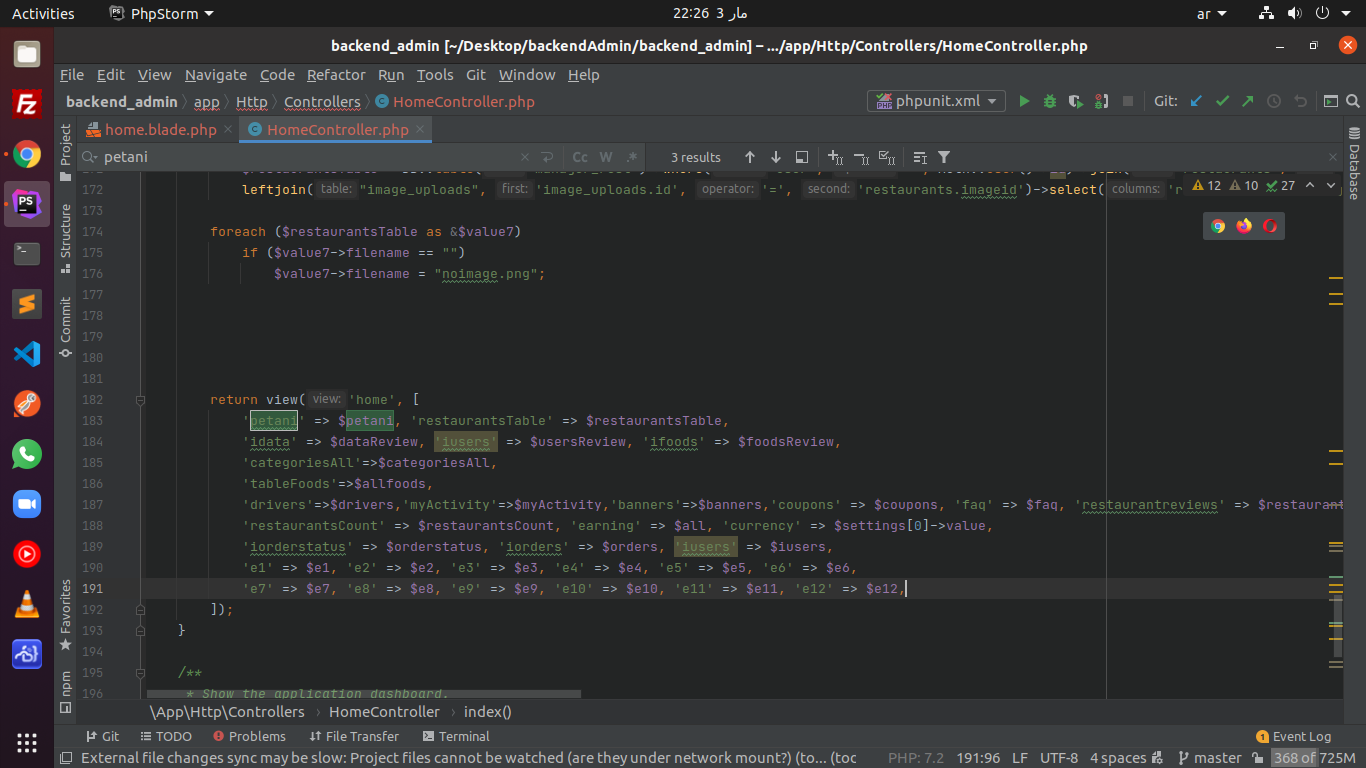 Activities PhpStorm 22:26 3 مار ar
backend_admin [~/Desktop/backendAdmin/backend_admin] – .../app/Http/Controllers/HomeController.php
File Edit View Navigate Code Refactor Run Tools Git Window Help
backend_admin app Http Controllers HomeController.php phpunit.xml Git:
home.blade.php HomeController.php
petani Cc W .* 3 results
172 leftjoin( table: "image_uploads", first: 'image_uploads.id', operator: '=', second: 'restaurants.imageid')->select( columns: 'r
12 10 27
173
174 foreach ($restaurantsTable as &$value7)
175 if ($value7->filename == "")
176 $value7->filename = "noimage.png";
177
178
179
180
181
182 return view( view: 'home', [
183 'petani' => $petani, 'restaurantsTable' => $restaurantsTable,
184 'idata' => $dataReview, 'iusers' => $usersReview, 'ifoods' => $foodsReview,
185 'categoriesAll'=>$categoriesAll,
186 'tableFoods'=>$allfoods,
187 'drivers'=>$drivers,'myActivity'=>$myActivity,'banners'=>$banners,'coupons' => $coupons, 'faq' => $faq, 'restaurantreviews' => $restaurant
188 'restaurantsCount' => $restaurantsCount, 'earning' => $all, 'currency' => $settings[0]->value,
189 'iorderstatus' => $orderstatus, 'iorders' => $orders, 'iusers' => $iusers,
190 'e1' => $e1, 'e2' => $e2, 'e3' => $e3, 'e4' => $e4, 'e5' => $e5, 'e6' => $e6,
191 'e7' => $e7, 'e8' => $e8, 'e9' => $e9, 'e10' => $e10, 'e11' => $e11, 'e12' => $e12,
192 ]);
193 }
194
195 /**
196 * Show the application dashboard.
Project
Structure
Commit
Favorites
npm
Database
\App\Http\Controllers HomeController index()
Git TODO Problems File Transfer Terminal 1 Event Log
External file changes sync may be slow: Project files cannot be watched (are they under network mount?) (to... (toc PHP: 7.2 191:96 LF UTF-8 4 spaces master 368 of 725M